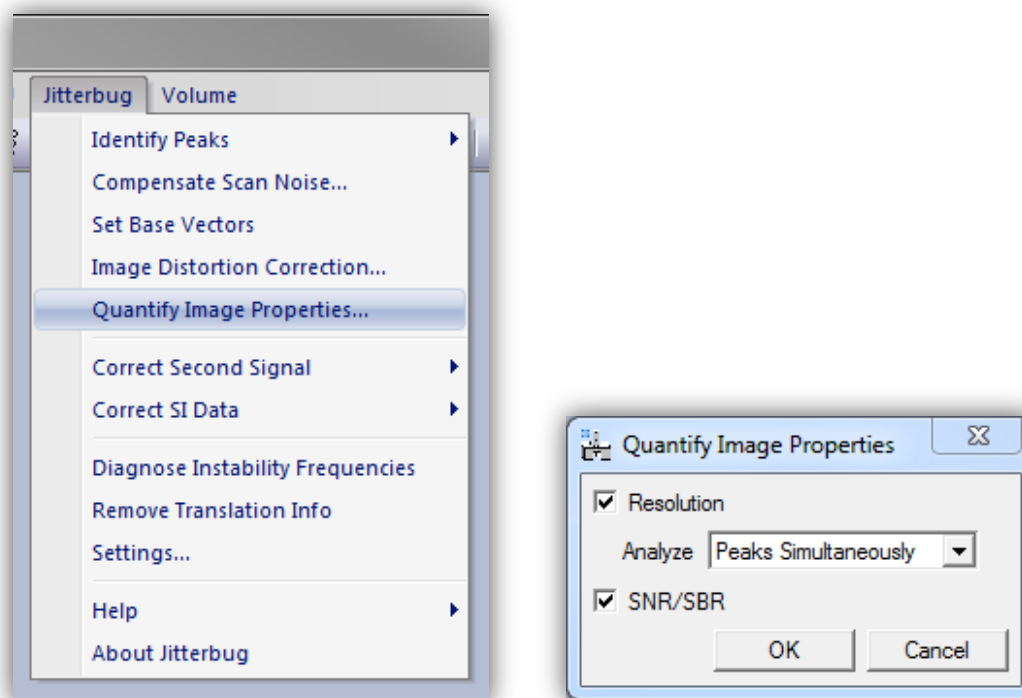 Jitterbug Volume
Identify Peaks
Compensate Scan Noise...
Set Base Vectors
Image Distortion Correction...
Quantify Image Properties...
Correct Second Signal
Correct SI Data
Diagnose Instability Frequencies
Remove Translation Info
Settings...
Help
About Jitterbug
Quantify Image Properties
Resolution
Analyze Peaks Simultaneously
SNR/SBR
OK Cancel